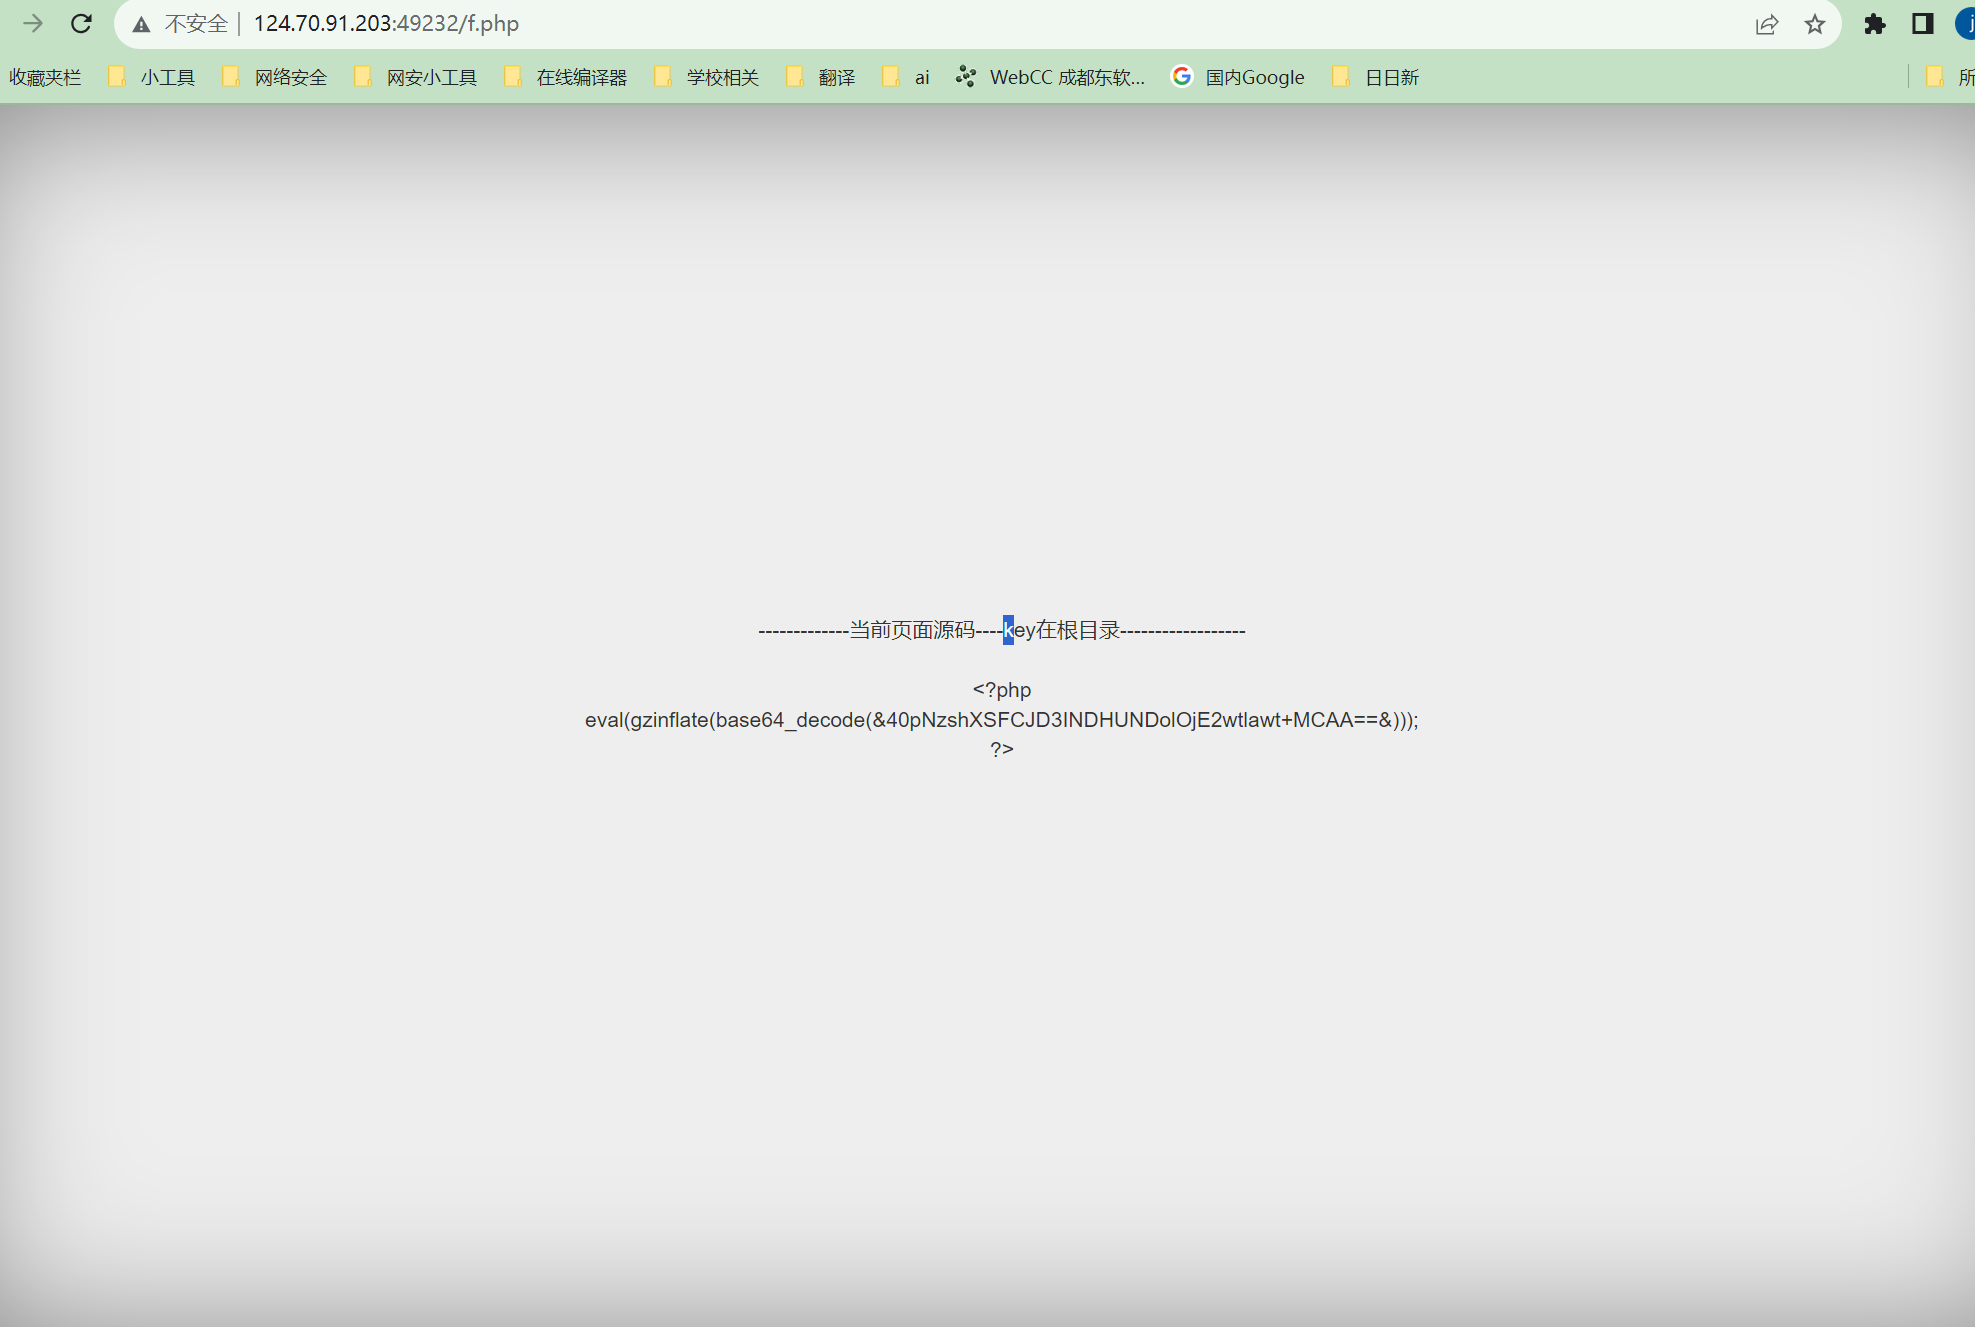 不安全 124.70.91.203:49232/f.php
收藏夹栏 小工具 网络安全 网安小工具 在线编译器 学校相关 翻译 ai WebCC 成都东软... 国内Google 日日新 所
-------------当前页面源码----key在根目录------------------
<?php
eval(gzinflate(base64_decode(&40pNzshXSFCJD3INDHUNDolOjE2wtlawt+MCAA==&)));
?>